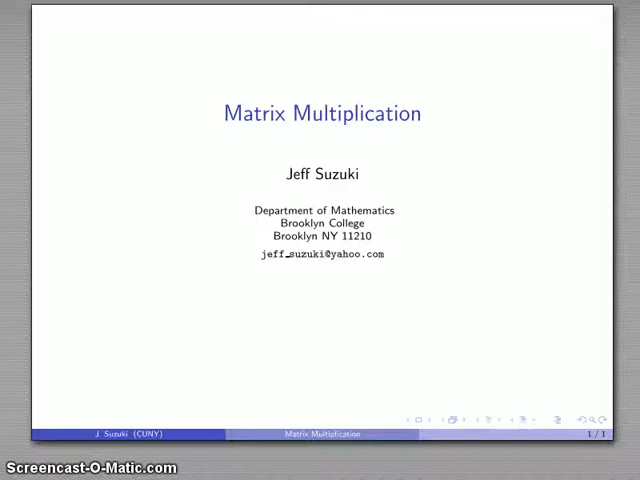 Matrix Multiplication
Jeff Suzuki
Department of Mathematics
Brooklyn College
Brooklyn NY 11210
jeff_suzuki@yahoo.com
J. Suzuki (CUNY)
Matrix Multiplication
1 / 1
Screencast-O-Matic.com